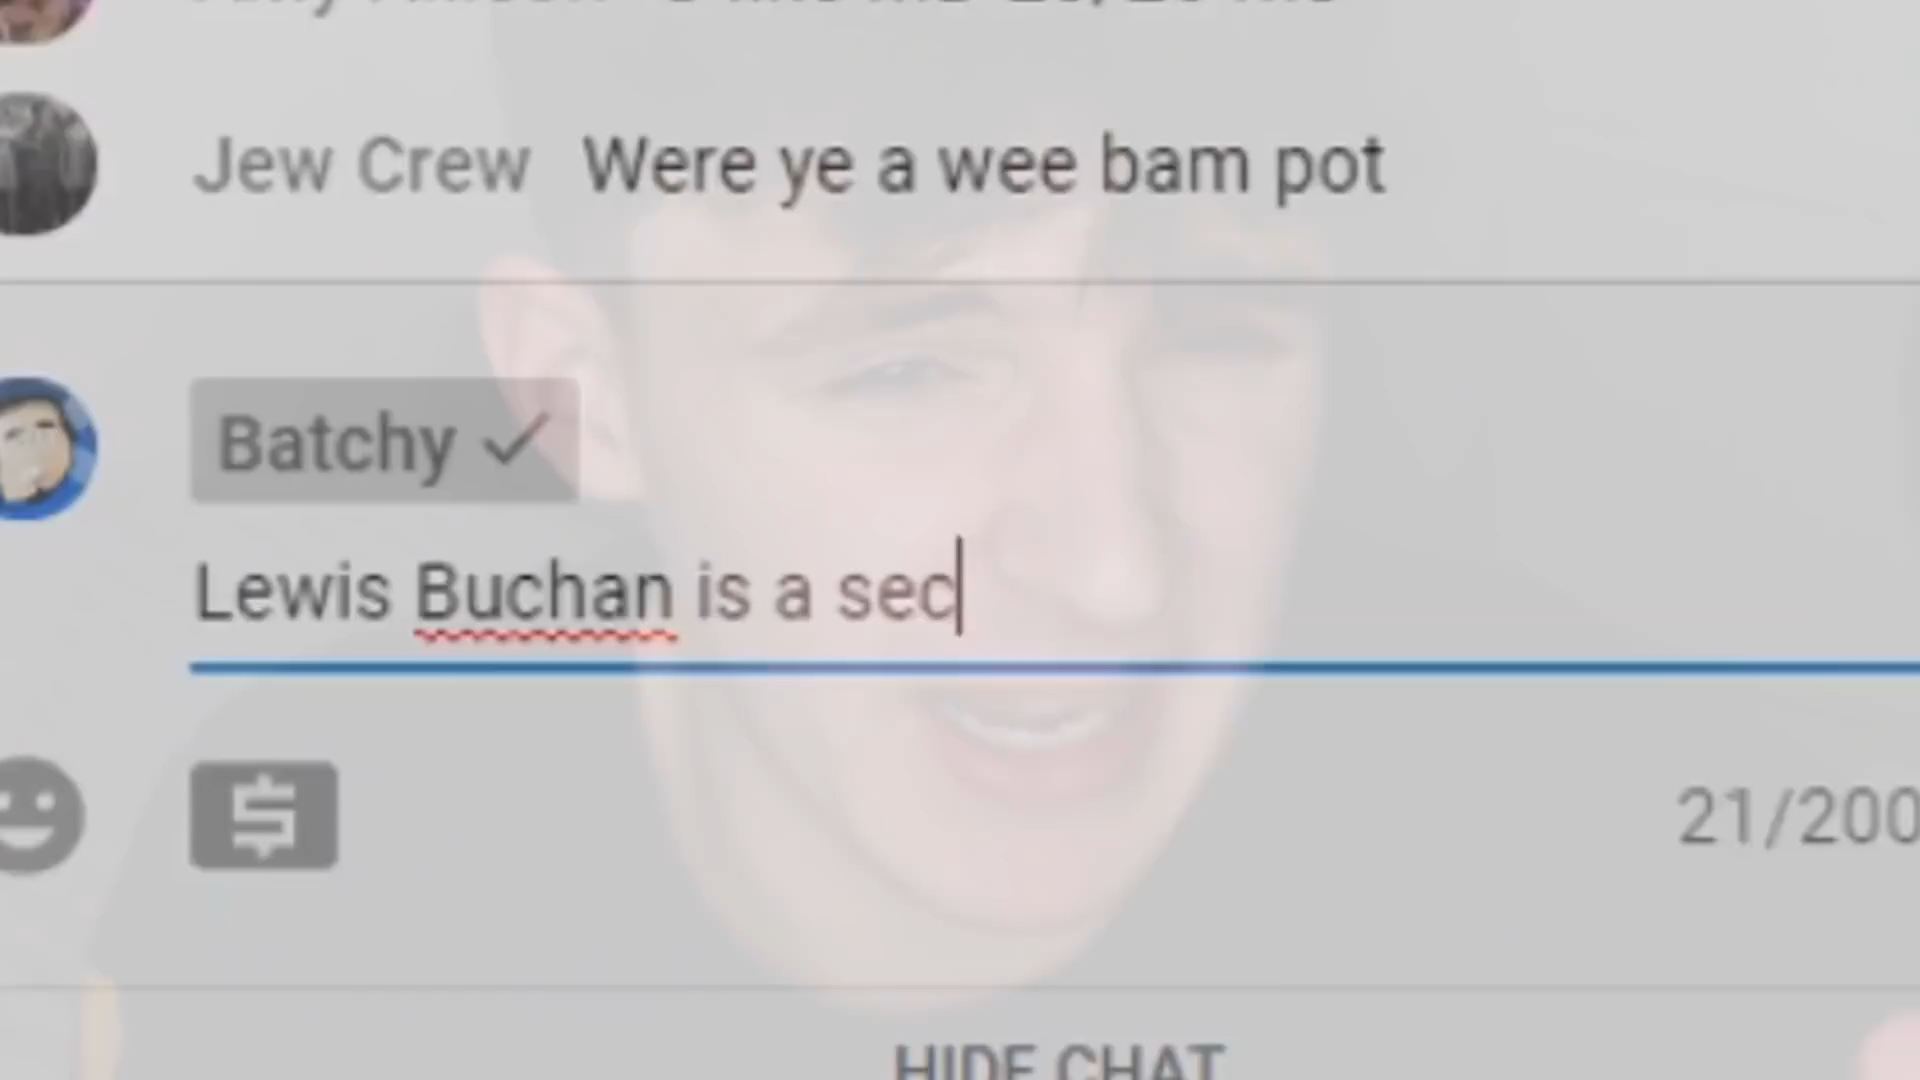 Jew Crew Were ye a wee bam pot
Batchy
Lewis Buchan is a sec
21/200
HIDE CHAT